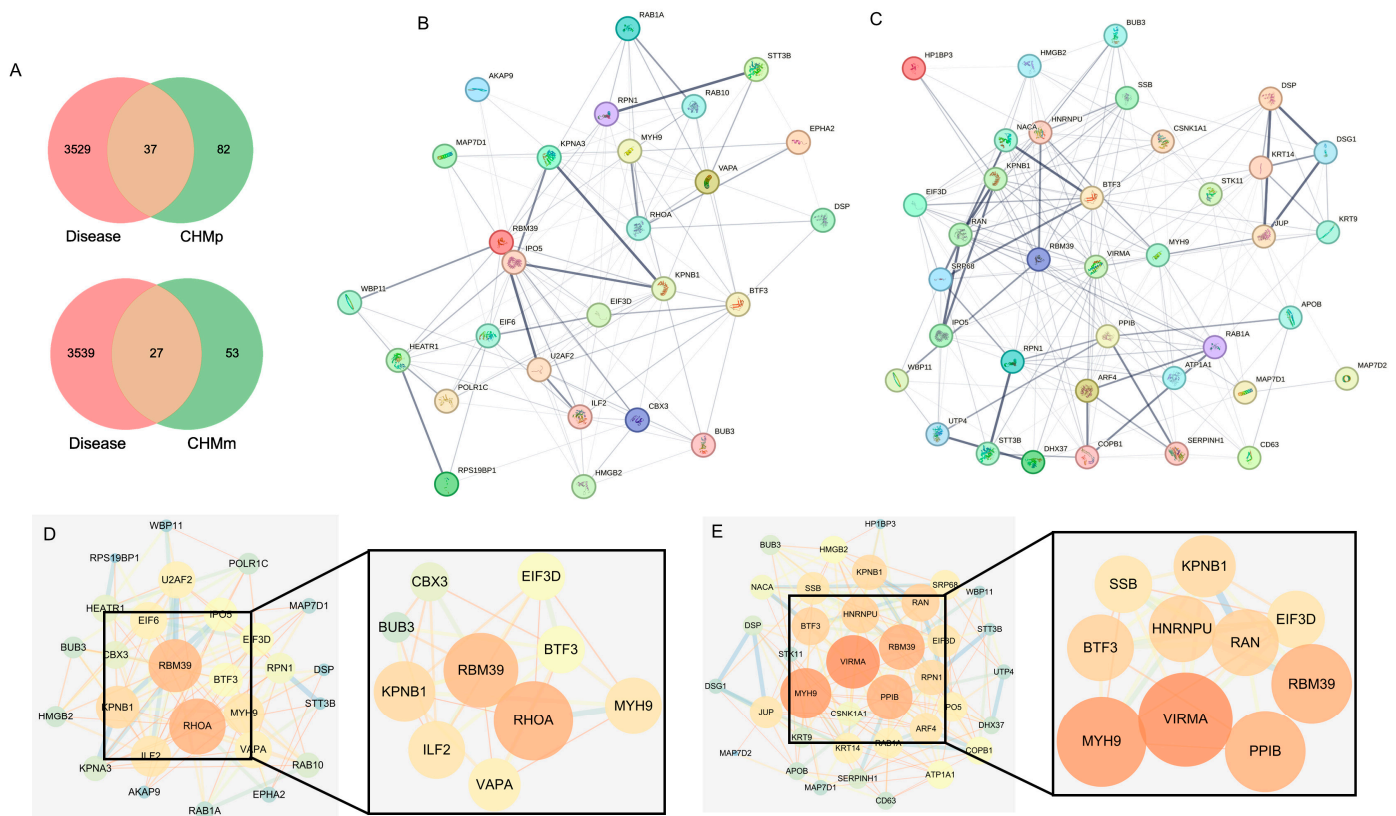 A
3529
37
82
Disease
CHMp
3539
27
53
Disease
CHMm
B
RAB1A
STT3B
AKAP9
RPN1
RAB10
EPHA2
MYH9
MAP7D1
KPNA3
VAPA
DSP
RHOA
RBM39
IPO5
KPNB1
WBP11
BTF3
EIF3D
EIF6
HEATR1
U2AF2
POLR1C
ILF2
CBX3
BUB3
RPS19BP1
HMGB2
C
BUB3
HP1BP3
HMGB2
SSB
DSP
HNRNPU
NACA
CSNK1A1
DSG1
KPNB1
KRT14
BTF3
STK11
EIF3D
KRT9
RAN
JUP
RBM39
VIRMA
MYH9
SRP68
APOB
PPIB
IPO5
RAB1A
RPN1
WBP11
ATP1A1
MAP7D2
ARF4
MAP7D1
UTP4
STT3B
DHX37
COPB1
SERPINH1
CD63
D
WBP11
RPS19BP1
POLR1C
U2AF2
HEATR1
IPO5
MAP7D1
EIF6
EIF3D
BUB3
CBX3
RBM39
RPN1
DSP
BTF3
STT3B
KPNB1
MYH9
HMGB2
RHOA
ILF2
VAPA
KPNA3
RAB10
AKAP9
EPHA2
RAB1A
CBX3
EIF3D
BUB3
BTF3
RBM39
KPNB1
RHOA
MYH9
ILF2
VAPA
E
HP1BP3
BUB3
HMGB2
KPNB1
NACA
SSB
SRP68
WBP11
RAN
HNRNPU
DSP
BTF3
STT3B
EIF3D
RBM39
STK11
VIRMA
UTP4
RPN1
DSG1
MYH9
PPIB
JUP
CSNK1A1
PO5
DHX37
ARF4
KRT9
KRT14
RAB1A
COPB1
MAP7D2
APOB
ATP1A1
SERPINH1
MAP7D1
CD63
KPNB1
SSB
EIF3D
HNRNPU
BTF3
RAN
RBM39
VIRMA
MYH9
PPIB